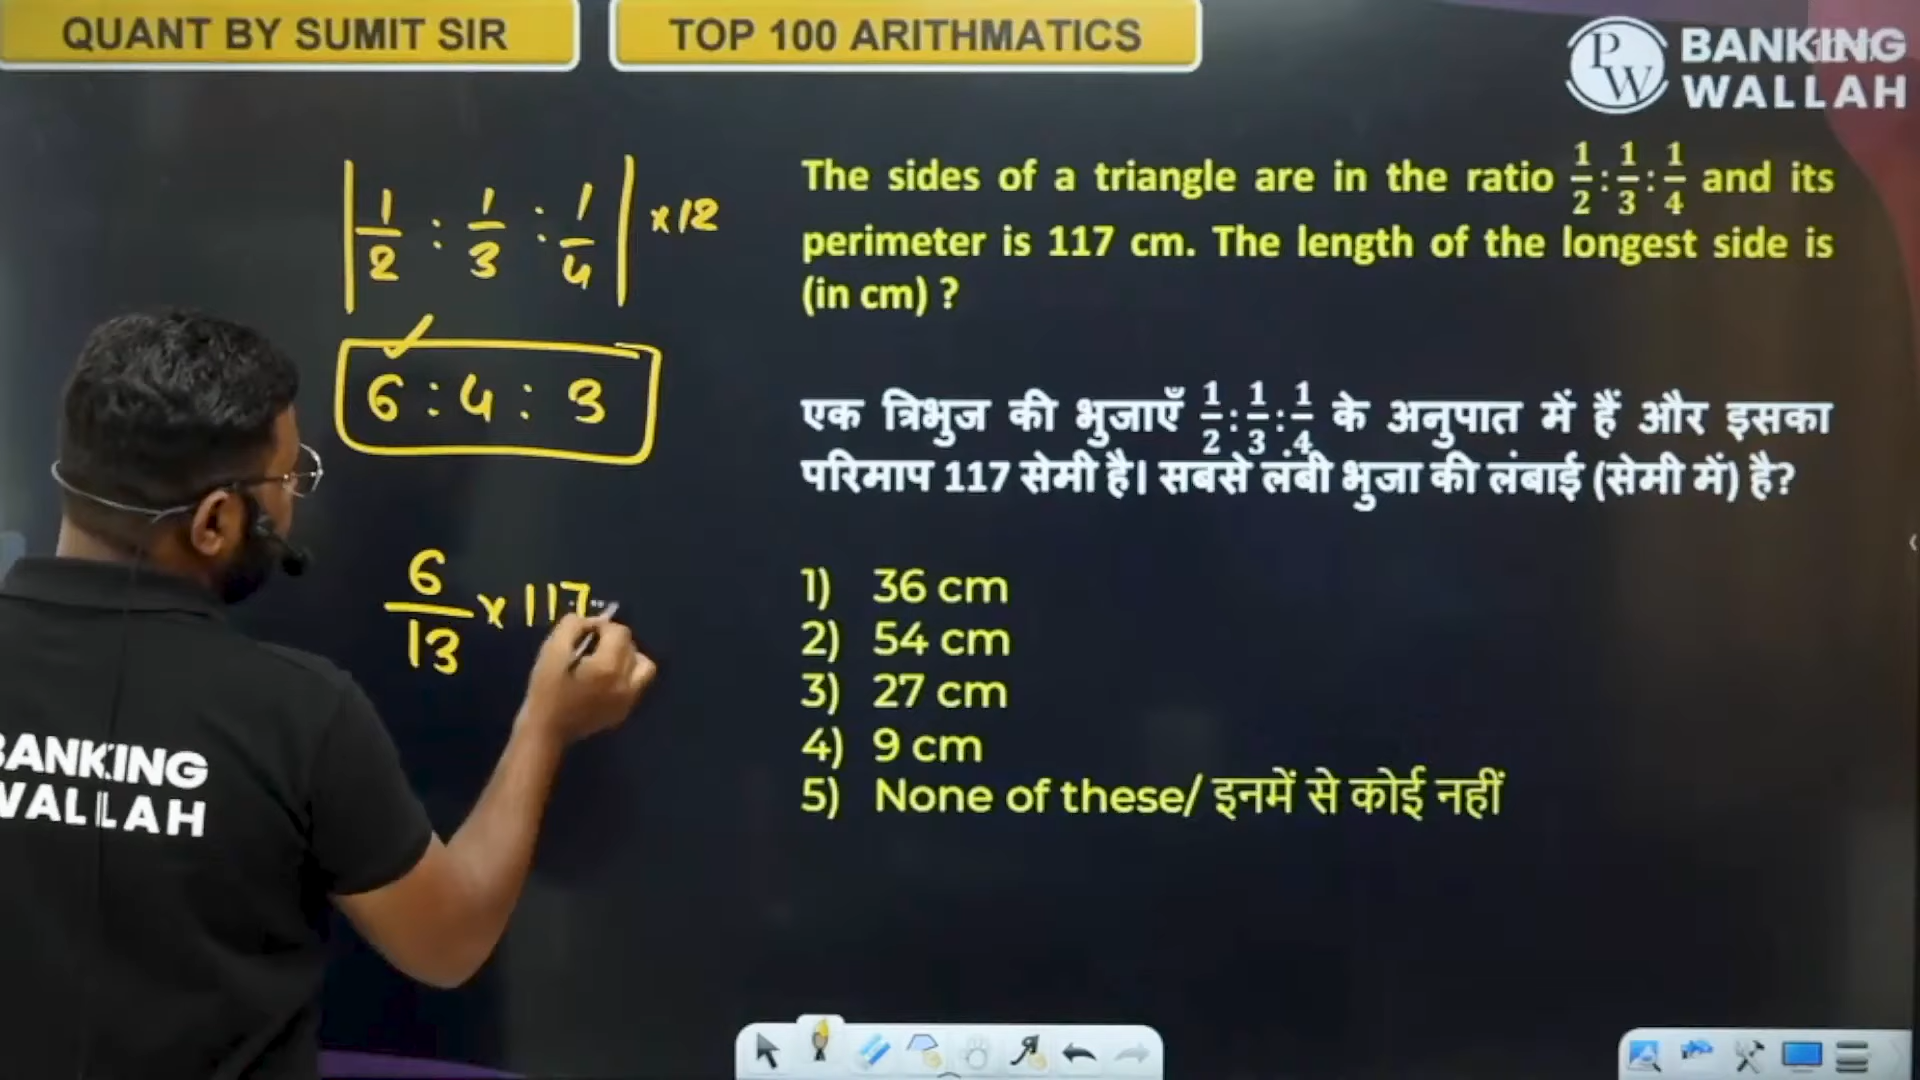 QUANT BY SUMIT SIR
TOP 100 ARITHMATICS
PW BANKING
WALLAH
1/2 : 1/3 : 1/4 ×12
6 : 4 : 3
6/13 × 117
The sides of a triangle are in the ratio 1/2 : 1/3 : 1/4 and its
perimeter is 117 cm. The length of the longest side is
(in cm) ?
एक त्रिभुज की भुजाएँ 1/2 : 1/3 : 1/4 के अनुपात में हैं और इसका
परिमाप 117 सेमी है। सबसे लंबी भुजा की लंबाई (सेमी में) है?
1) 36 cm
2) 54 cm
3) 27 cm
4) 9 cm
5) None of these/ इनमें से कोई नहीं
BANKING
WALLAH